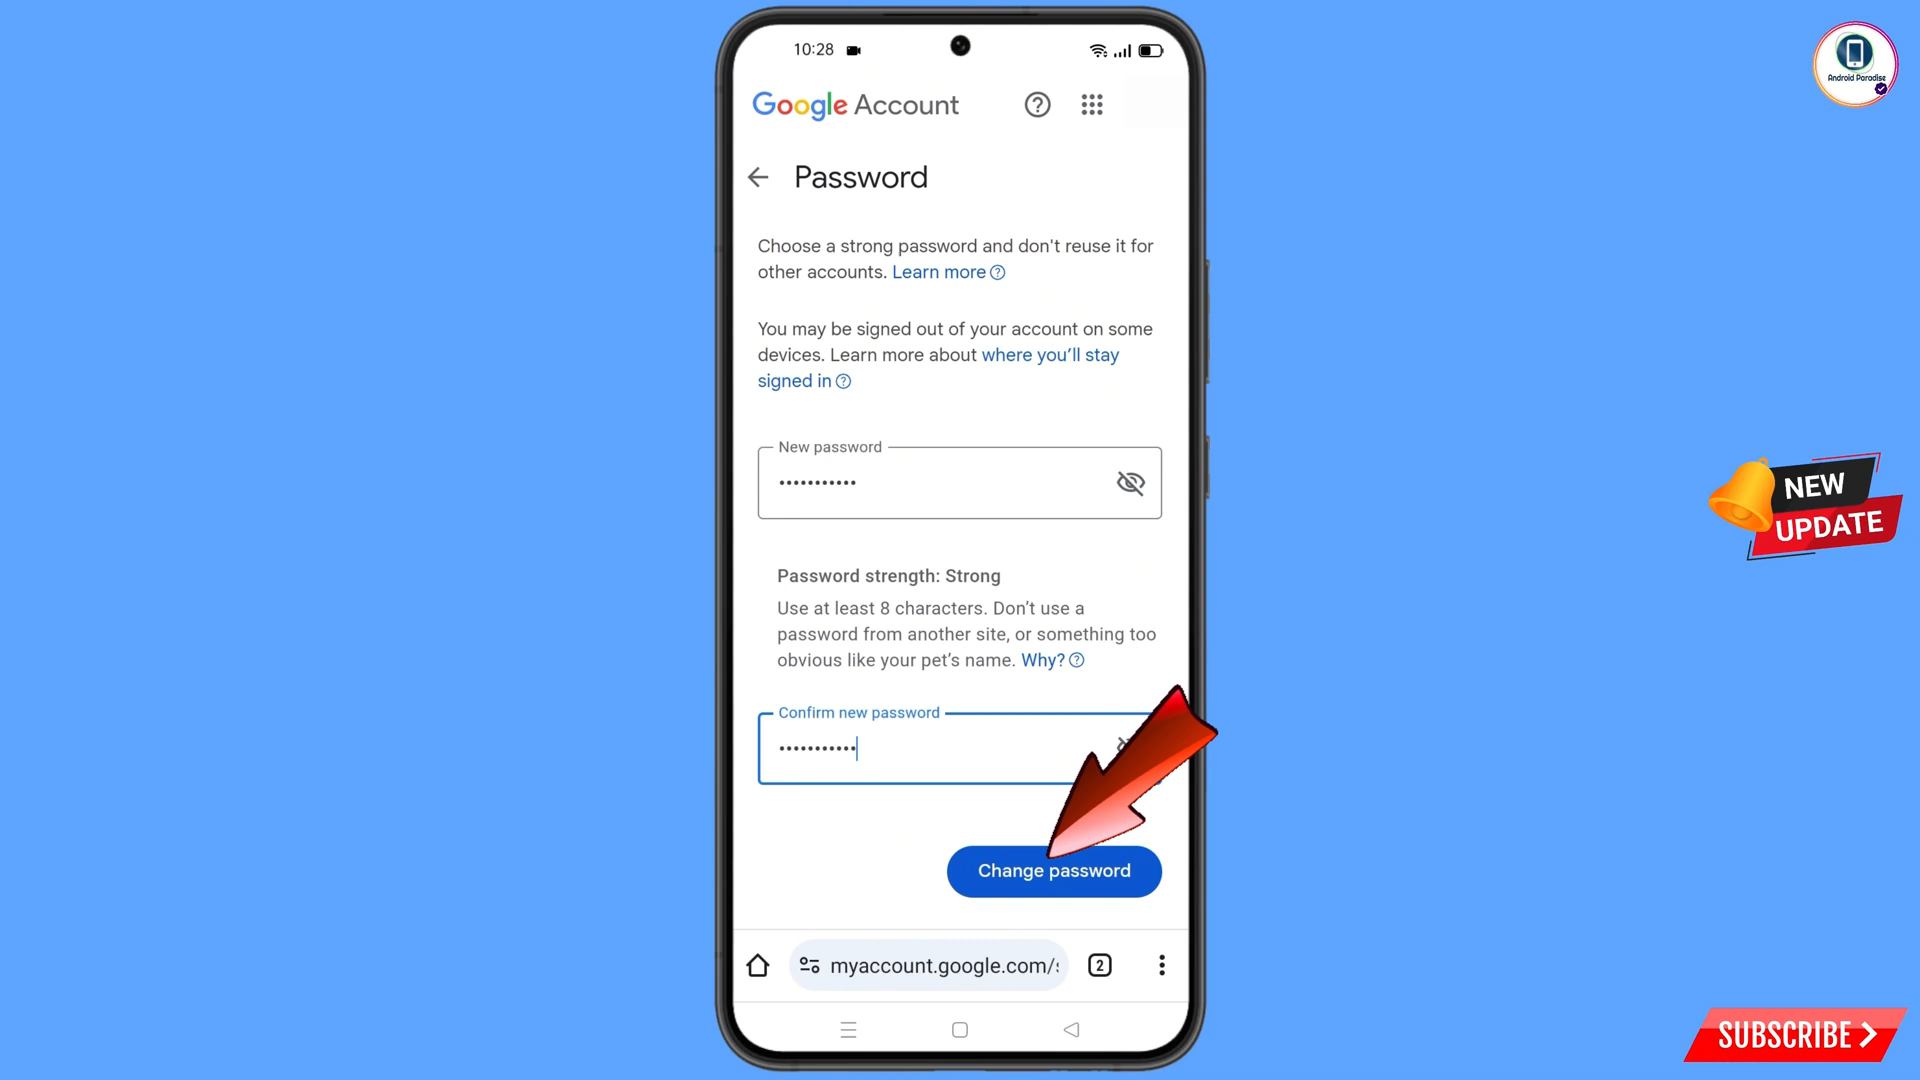 10:28
Android Paradise
Google Account
Password
Choose a strong password and don't reuse it for
other accounts. Learn more
You may be signed out of your account on some
devices. Learn more about where you’ll stay
signed in
New password
•••••••••••
Password strength: Strong
Use at least 8 characters. Don’t use a
password from another site, or something too
obvious like your pet’s name. Why?
Confirm new password
•••••••••••
Change password
myaccount.google.com/
2
NEW
UPDATE
SUBSCRIBE